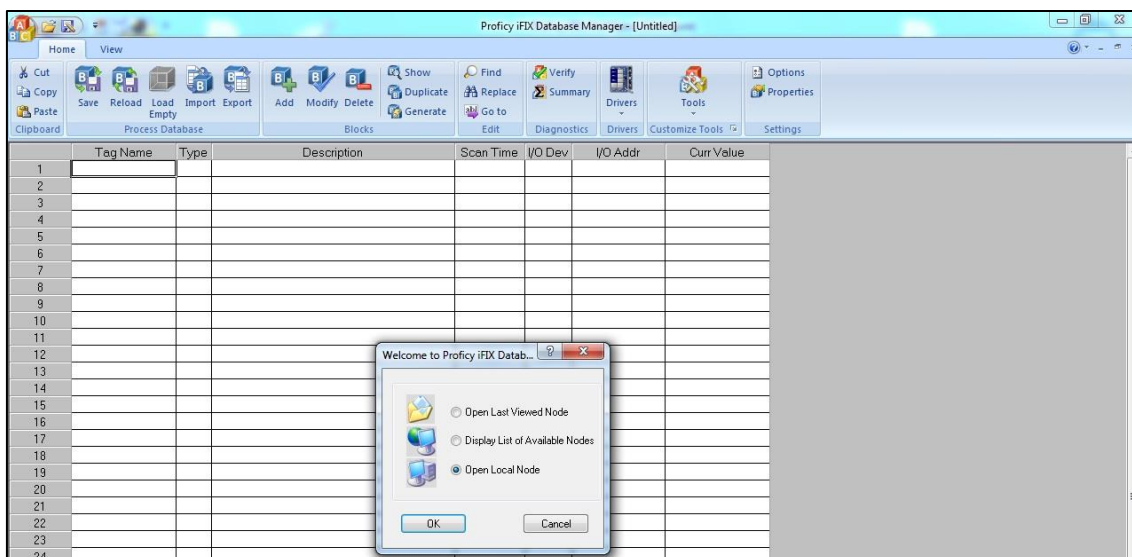 Proficy iFIX Database Manager - [Untitled]
Home View
Cut
Copy
Paste
Clipboard
Save Reload Load Empty Import Export
Process Database
Add Modify Delete
Show
Duplicate
Generate
Blocks
Find
Replace
Go to
Edit
Verify
Summary
Diagnostics
Drivers
Drivers
Tools
Customize Tools
Options
Properties
Settings
Tag Name Type Description Scan Time I/O Dev I/O Addr Curr Value
1
2
3
4
5
6
7
8
9
10
11
12
13
14
15
16
17
18
19
20
21
22
23
24
Welcome to Proficy iFIX Datab...
Open Last Viewed Node
Display List of Available Nodes
Open Local Node
OK Cancel